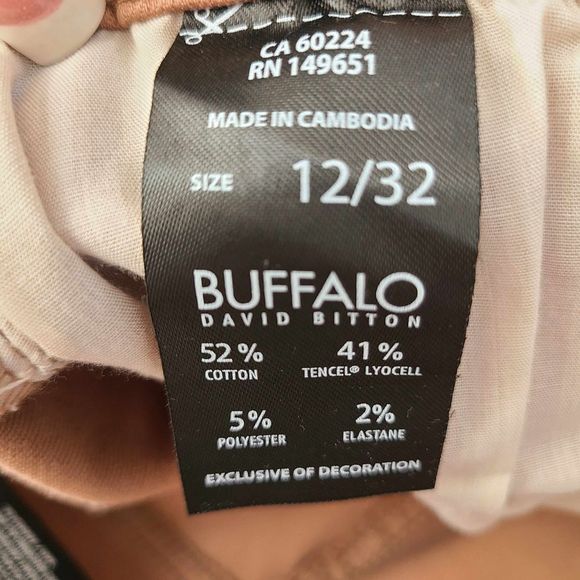 CA 60224
RN 149651
MADE IN CAMBODIA
SIZE 12/32
BUFFALO
DAVID BITTON
52% 41%
COTTON TENCEL® LYOCELL
5% 2%
POLYESTER ELASTANE
EXCLUSIVE OF DECORATION